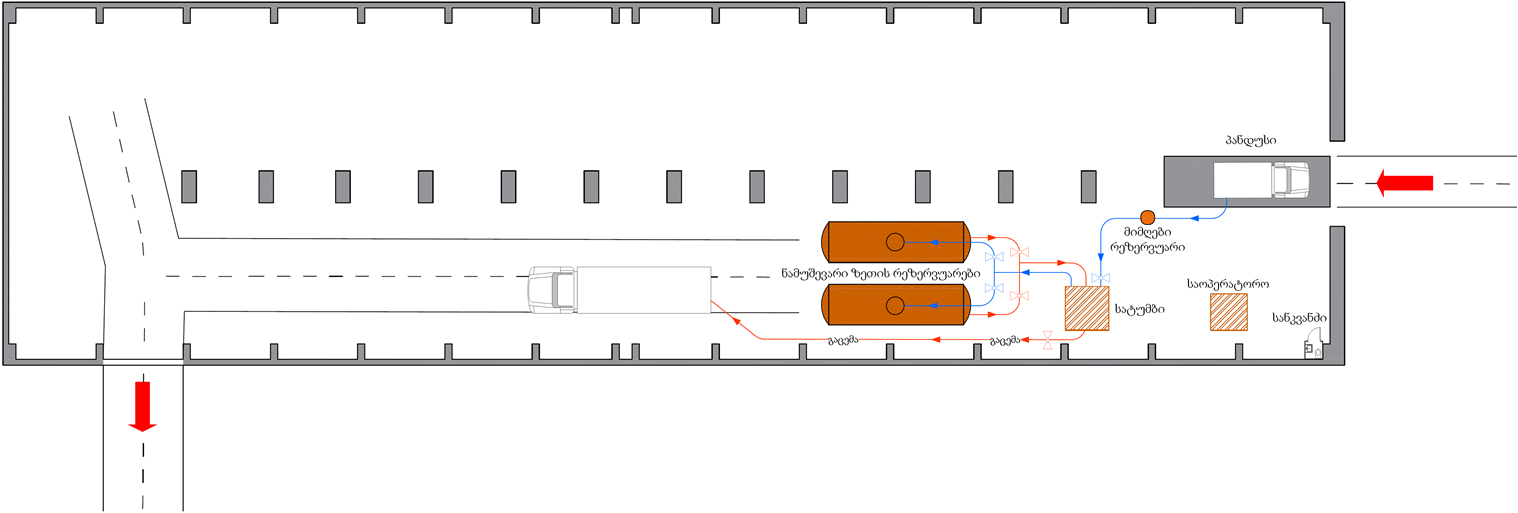 პანდუსი
მიმღები
რეზერვუარი
ნამუშევარი ზეთის რეზერვუარები
საოპერატორო
სატუმბი
სანკვანძი
გაცემა
გაცემა